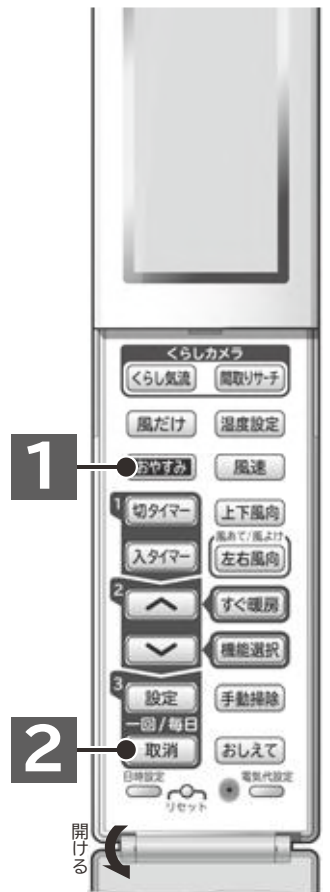 くらしカメラ
くらし気流 間取りサーチ
風だけ 湿度設定
1 おやすみ 風速
1 切タイマー 上下風向
風あて/風よけ
入タイマー 左右風向
2 すぐ暖房
機能選択
3 設定 手動掃除
一回/毎日
2 取消 おしえて
日時設定 リセット 電気代設定
開ける